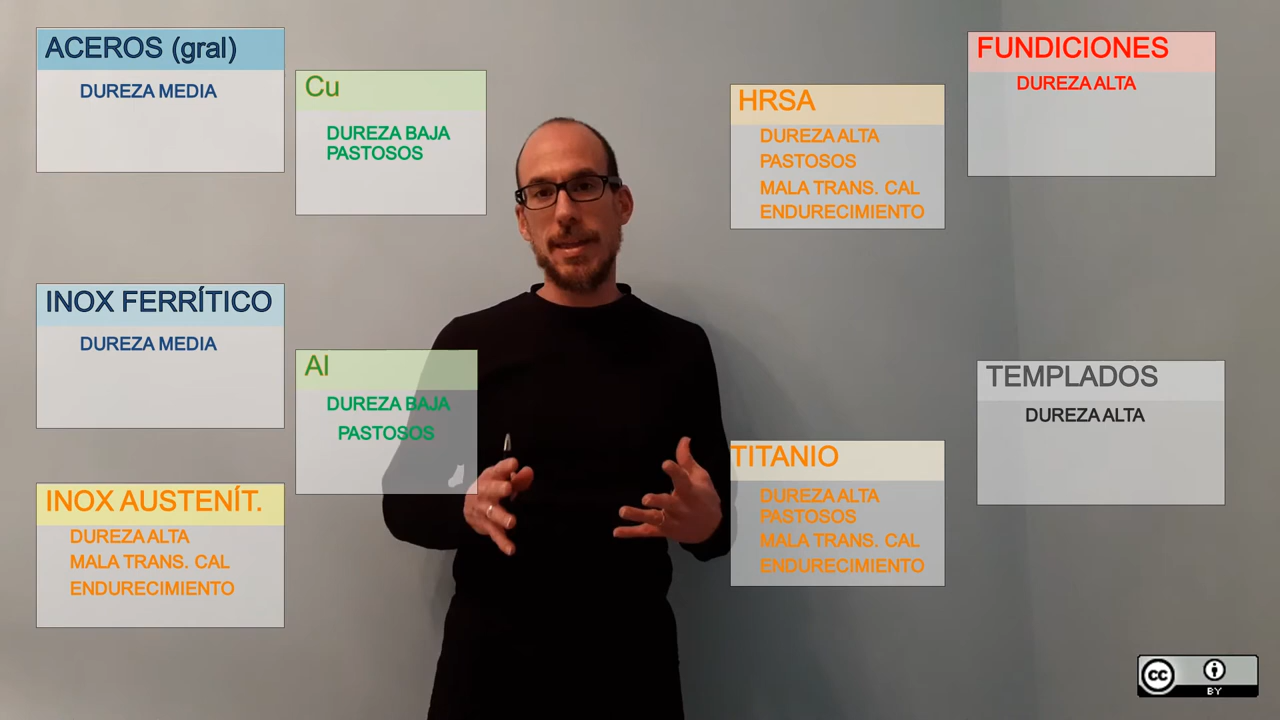 ACEROS (gral)
DUREZA MEDIA
Cu
DUREZA BAJA
PASTOSOS
HRSA
DUREZA ALTA
PASTOSOS
MALA TRANS. CAL
ENDURECIMIENTO
FUNDICIONES
DUREZA ALTA
INOX FERRÍTICO
DUREZA MEDIA
Al
DUREZA BAJA
PASTOSOS
TITANIO
DUREZA ALTA
PASTOSOS
MALA TRANS. CAL
ENDURECIMIENTO
TEMPLADOS
DUREZA ALTA
INOX AUSTENÍT.
DUREZA ALTA
MALA TRANS. CAL
ENDURECIMIENTO
cc
BY